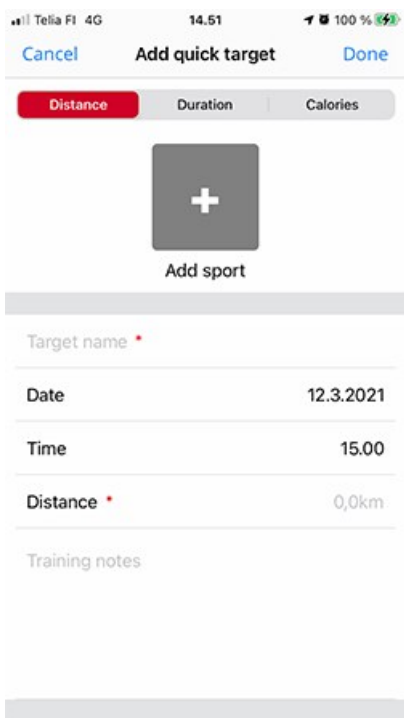 Telia FI 4G 14.51 100 %
Cancel Add quick target Done
Distance Duration Calories
Add sport
Target name *
Date 12.3.2021
Time 15.00
Distance * 0,0km
Training notes